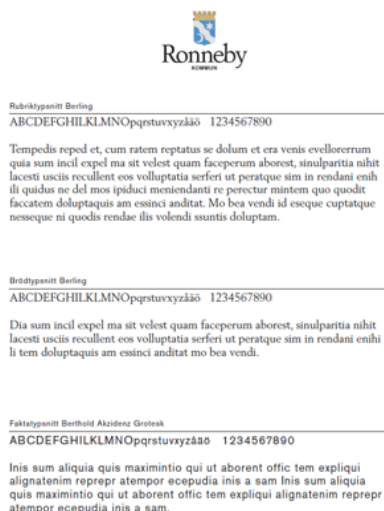 Ronneby
KOMMUN
Rubriktypsnitt Berling
ABCDEFGHILKLMNOpqrstuvxyzåäö 1234567890
Tempedis reped et, cum ratem reptatus se dolum et era venis evellorerrum
quia sum incil expel ma sit velest quam faceperum aborest, sinulparitia nihit
lacesti usciis recullent eos volluptatia serferi ut peratque sim in rendani enih
ili quidus ne del mos ipiduci meniendanti re perectur mintem quo quodit
faccatem doluptaquis am essinci anditat. Mo bea vendi id eseque cuptatque
nesseque ni quodis rendae ilis volendi ssuntis doluptam.
Brödtypsnitt Berling
ABCDEFGHILKLMNOpqrstuvxyzåäö 1234567890
Dia sum incil expel ma sit velest quam faceperum aborest, sinulparitia nihit
lacesti usciis recullent eos volluptatia serferi ut peratque sim in rendani enihi
li tem doluptaquis am essinci anditat mo bea vendi.
Faktatypsnitt Berthold Akzidenz Grotesk
ABCDEFGHILKLMNOpqrstuvxyzåäö 1234567890
Inis sum aliquia quis maximintio qui ut aborent offic tem expliqui
alignatenim reprepr atempor ecepudia inis a sam Inis sum aliquia
quis maximintio qui ut aborent offic tem expliqui alignatenim reprepr
atempor ecepudia inis a sam.